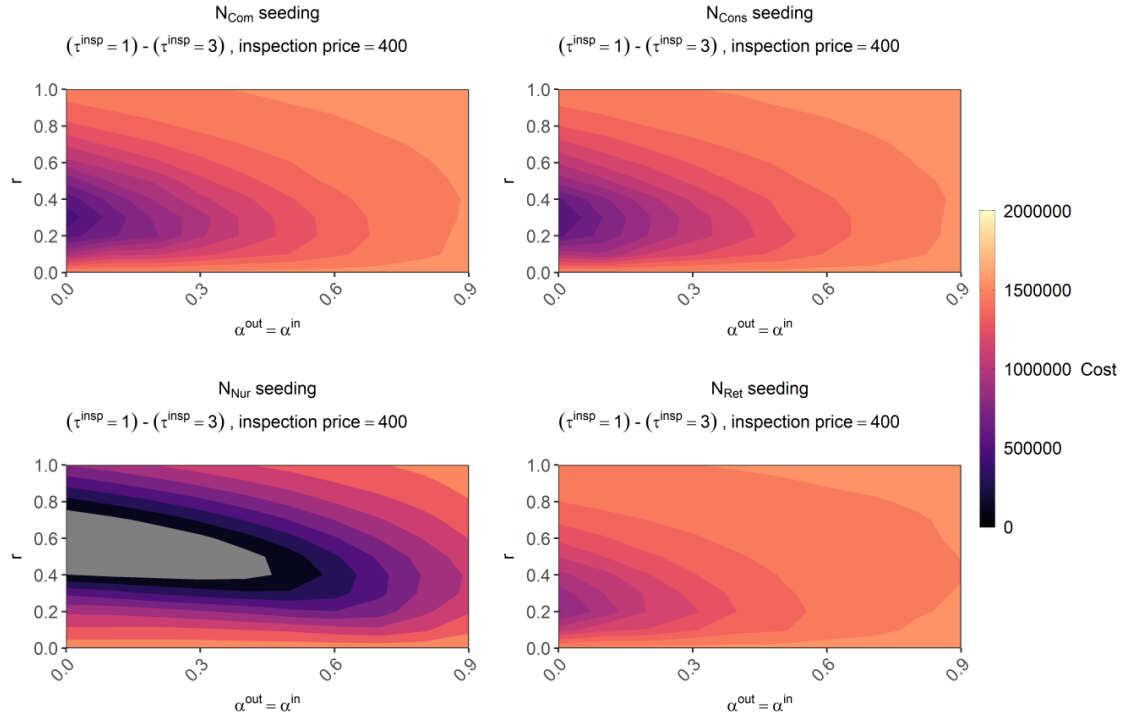 N_Com seeding
(τ^insp = 1) - (τ^insp = 3) , inspection price = 400
1.0
0.8
0.6
0.4
0.2
0.0
r
0.0
0.3
0.6
0.9
α^out = α^in
N_Cons seeding
(τ^insp = 1) - (τ^insp = 3) , inspection price = 400
1.0
0.8
0.6
0.4
0.2
0.0
r
0.0
0.3
0.6
0.9
α^out = α^in
N_Nur seeding
(τ^insp = 1) - (τ^insp = 3) , inspection price = 400
1.0
0.8
0.6
0.4
0.2
0.0
r
0.0
0.3
0.6
0.9
α^out = α^in
N_Ret seeding
(τ^insp = 1) - (τ^insp = 3) , inspection price = 400
1.0
0.8
0.6
0.4
0.2
0.0
r
0.0
0.3
0.6
0.9
α^out = α^in
2000000
1500000
1000000
500000
0
Cost